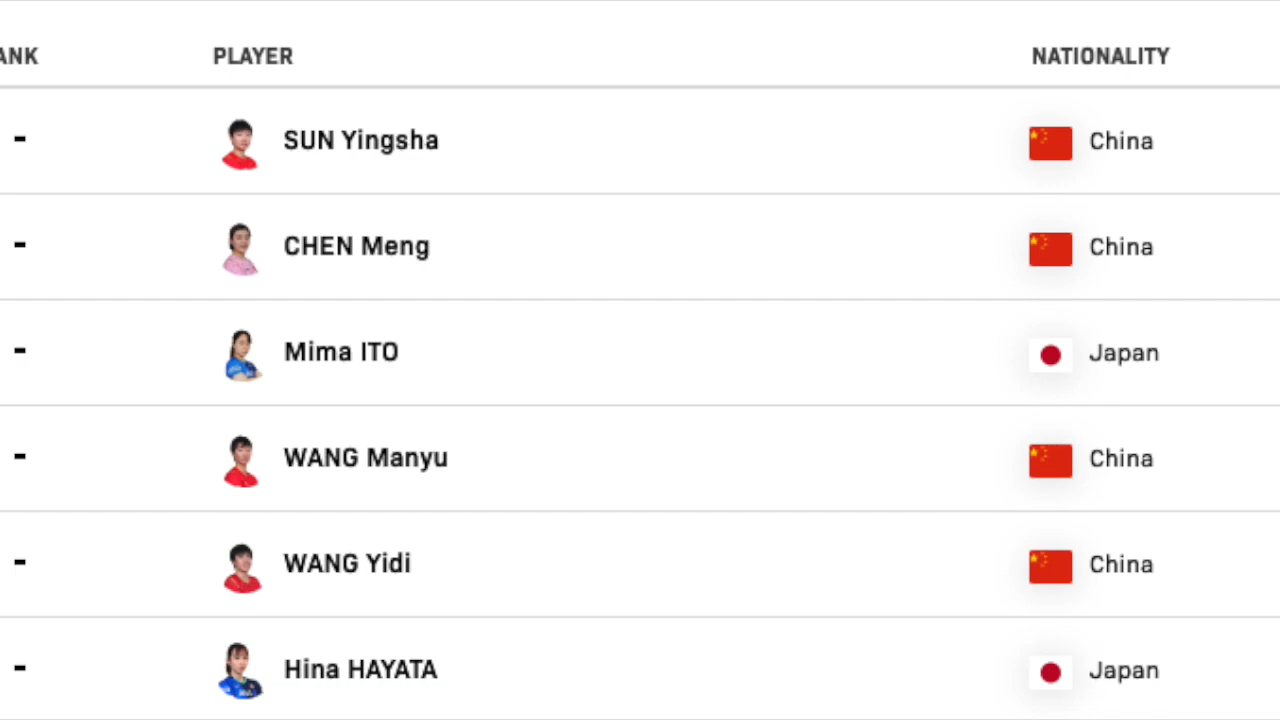 ANK PLAYER NATIONALITY
- SUN Yingsha China
- CHEN Meng China
- Mima ITO Japan
- WANG Manyu China
- WANG Yidi China
- Hina HAYATA Japan